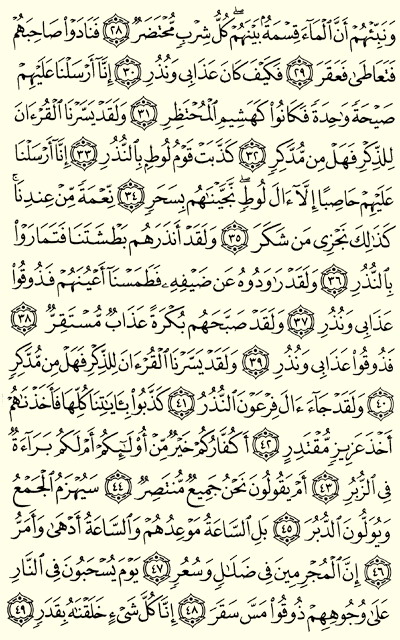 وَنَبِّئْهُمْ أَنَّ ٱلْمَآءَ قِسْمَةٌۢ بَيْنَهُمْ ۖ كُلُّ شِرْبٍ مُّحْتَضَرٌ ۝٢٨ فَنَادَوْا۟ صَاحِبَهُمْ
فَتَعَاطَىٰ فَعَقَرَ ۝٢٩ فَكَيْفَ كَانَ عَذَابِى وَنُذُرِ ۝٣٠ إِنَّآ أَرْسَلْنَا عَلَيْهِمْ
صَيْحَةً وَٰحِدَةً فَكَانُوا۟ كَهَشِيمِ ٱلْمُحْتَظِرِ ۝٣١ وَلَقَدْ يَسَّرْنَا ٱلْقُرْءَانَ
لِلذِّكْرِ فَهَلْ مِن مُّدَّكِرٍ ۝٣٢ كَذَّبَتْ قَوْمُ لُوطٍۭ بِٱلنُّذُرِ ۝٣٣ إِنَّآ أَرْسَلْنَا
عَلَيْهِمْ حَاصِبًا إِلَّآ ءَالَ لُوطٍ ۖ نَّجَّيْنَٰهُم بِسَحَرٍ ۝٣٤ نِّعْمَةً مِّنْ عِندِنَا ۚ
كَذَٰلِكَ نَجْزِى مَن شَكَرَ ۝٣٥ وَلَقَدْ أَنذَرَهُم بَطْشَتَنَا فَتَمَارَوْا۟
بِٱلنُّذُرِ ۝٣٦ وَلَقَدْ رَٰوَدُوهُ عَن ضَيْفِهِۦ فَطَمَسْنَآ أَعْيُنَهُمْ فَذُوقُوا۟
عَذَابِى وَنُذُرِ ۝٣٧ وَلَقَدْ صَبَّحَهُم بُكْرَةً عَذَابٌ مُّسْتَقِرٌّ ۝٣٨
فَذُوقُوا۟ عَذَابِى وَنُذُرِ ۝٣٩ وَلَقَدْ يَسَّرْنَا ٱلْقُرْءَانَ لِلذِّكْرِ فَهَلْ مِن مُّدَّكِرٍ
۝٤٠ وَلَقَدْ جَآءَ ءَالَ فِرْعَوْنَ ٱلنُّذُرُ ۝٤١ كَذَّبُوا۟ بِـَٔايَٰتِنَا كُلِّهَا فَأَخَذْنَٰهُمْ
أَخْذَ عَزِيزٍ مُّقْتَدِرٍ ۝٤٢ أَكُفَّارُكُمْ خَيْرٌ مِّنْ أُو۟لَٰٓئِكُمْ أَمْ لَكُم بَرَآءَةٌ
فِى ٱلزُّبُرِ ۝٤٣ أَمْ يَقُولُونَ نَحْنُ جَمِيعٌ مُّنتَصِرٌ ۝٤٤ سَيُهْزَمُ ٱلْجَمْعُ
وَيُوَلُّونَ ٱلدُّبُرَ ۝٤٥ بَلِ ٱلسَّاعَةُ مَوْعِدُهُمْ وَٱلسَّاعَةُ أَدْهَىٰ وَأَمَرُّ
۝٤٦ إِنَّ ٱلْمُجْرِمِينَ فِى ضَلَٰلٍ وَسُعُرٍ ۝٤٧ يَوْمَ يُسْحَبُونَ فِى ٱلنَّارِ
عَلَىٰ وُجُوهِهِمْ ذُوقُوا۟ مَسَّ سَقَرَ ۝٤٨ إِنَّا كُلَّ شَىْءٍ خَلَقْنَٰهُ بِقَدَرٍ ۝٤٩